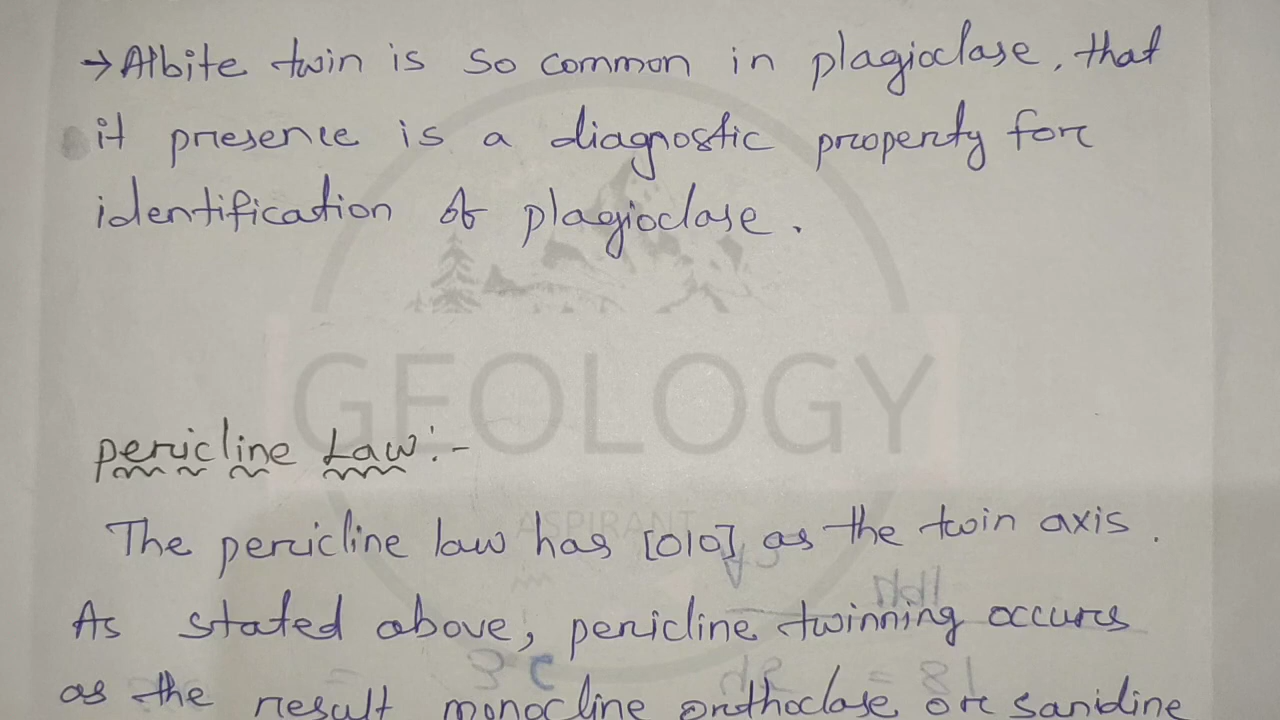 → Albite twin is so common in plagioclase, that
it presence is a diagnostic property for
identification of plagioclase.
GEOLOGY
pericline Law:-
ASPIRANT
The pericline law has [010] as the twin axis.
As stated above, pericline twinning occurs
as the result monocline orthoclase or sanidine